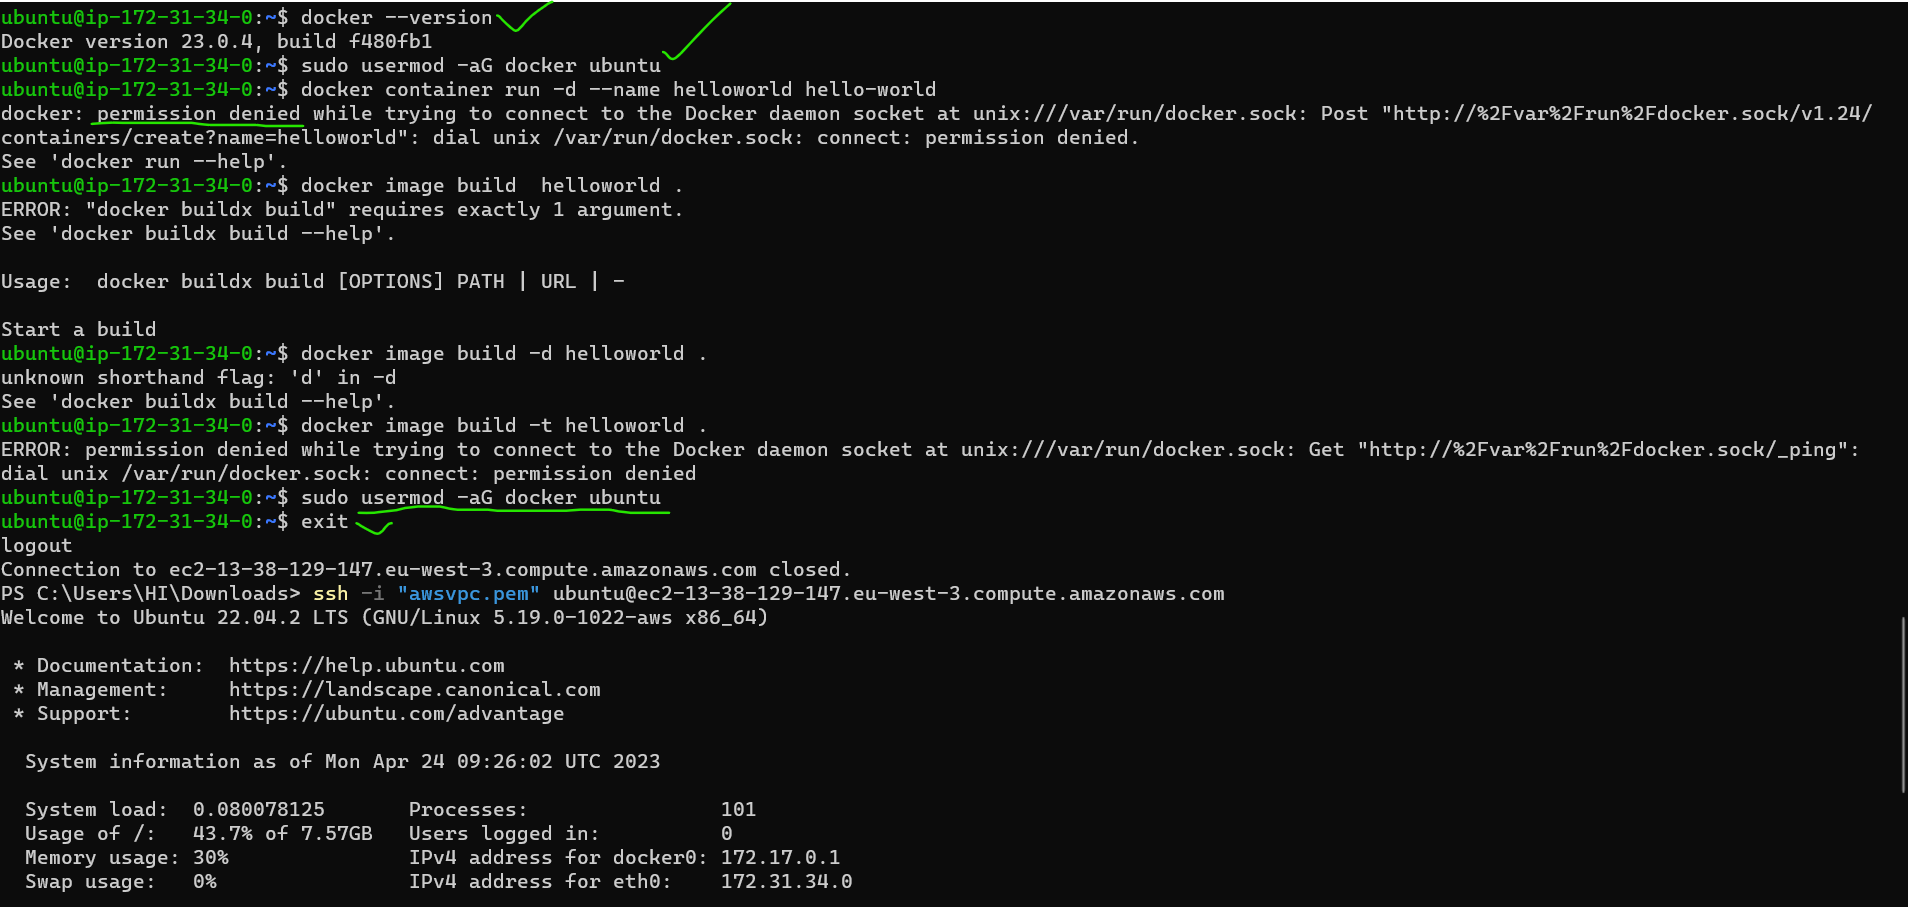 ubuntu@ip-172-31-34-0:~$ docker --version
Docker version 23.0.4, build f480fb1
ubuntu@ip-172-31-34-0:~$ sudo usermod -aG docker ubuntu
ubuntu@ip-172-31-34-0:~$ docker container run -d --name helloworld hello-world
docker: permission denied while trying to connect to the Docker daemon socket at unix:///var/run/docker.sock: Post "http://%2Fvar%2Frun%2Fdocker.sock/v1.24/
containers/create?name=helloworld": dial unix /var/run/docker.sock: connect: permission denied.
See 'docker run --help'.
ubuntu@ip-172-31-34-0:~$ docker image build  helloworld .
ERROR: "docker buildx build" requires exactly 1 argument.
See 'docker buildx build --help'.
Usage:  docker buildx build [OPTIONS] PATH | URL | -
Start a build
ubuntu@ip-172-31-34-0:~$ docker image build -d helloworld .
unknown shorthand flag: 'd' in -d
See 'docker buildx build --help'.
ubuntu@ip-172-31-34-0:~$ docker image build -t helloworld .
ERROR: permission denied while trying to connect to the Docker daemon socket at unix:///var/run/docker.sock: Get "http://%2Fvar%2Frun%2Fdocker.sock/_ping":
dial unix /var/run/docker.sock: connect: permission denied
ubuntu@ip-172-31-34-0:~$ sudo usermod -aG docker ubuntu
ubuntu@ip-172-31-34-0:~$ exit
logout
Connection to ec2-13-38-129-147.eu-west-3.compute.amazonaws.com closed.
PS C:\Users\HI\Downloads> ssh -i "awsvpc.pem" ubuntu@ec2-13-38-129-147.eu-west-3.compute.amazonaws.com
Welcome to Ubuntu 22.04.2 LTS (GNU/Linux 5.19.0-1022-aws x86_64)
* Documentation:  https://help.ubuntu.com
* Management:     https://landscape.canonical.com
* Support:        https://ubuntu.com/advantage
System information as of Mon Apr 24 09:26:02 UTC 2023
System load:  0.080078125       Processes:                101
Usage of /:   43.7% of 7.57GB   Users logged in:          0
Memory usage: 30%               IPv4 address for docker0: 172.17.0.1
Swap usage:   0%                IPv4 address for eth0:    172.31.34.0